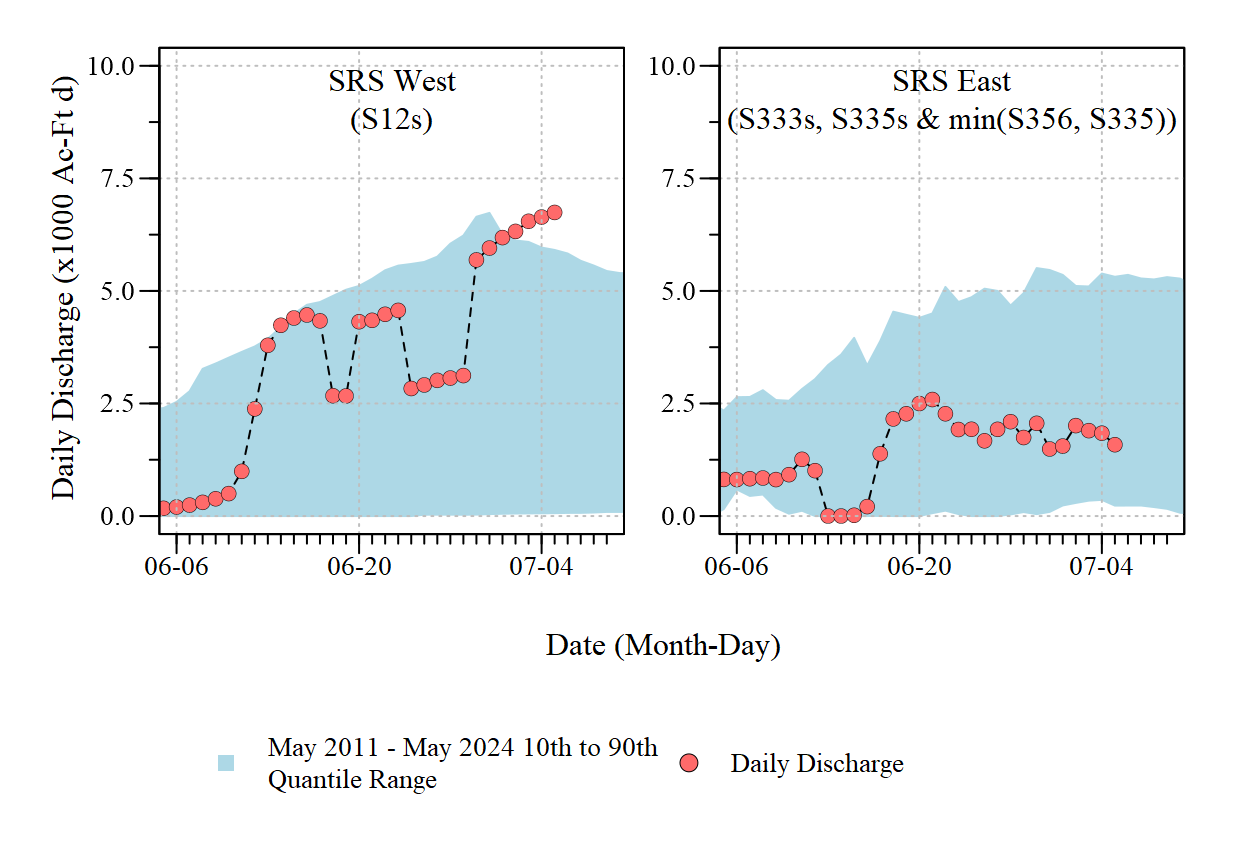 SRS West
(S12s)
SRS East
(S333s, S335s & min(S356, S335))
Daily Discharge (x1000 Ac-Ft d)
10.0
7.5
5.0
2.5
0.0
06-06
06-20
07-04
10.0
7.5
5.0
2.5
0.0
06-06
06-20
07-04
Date (Month-Day)
May 2011 - May 2024 10th to 90th
Quantile Range
Daily Discharge